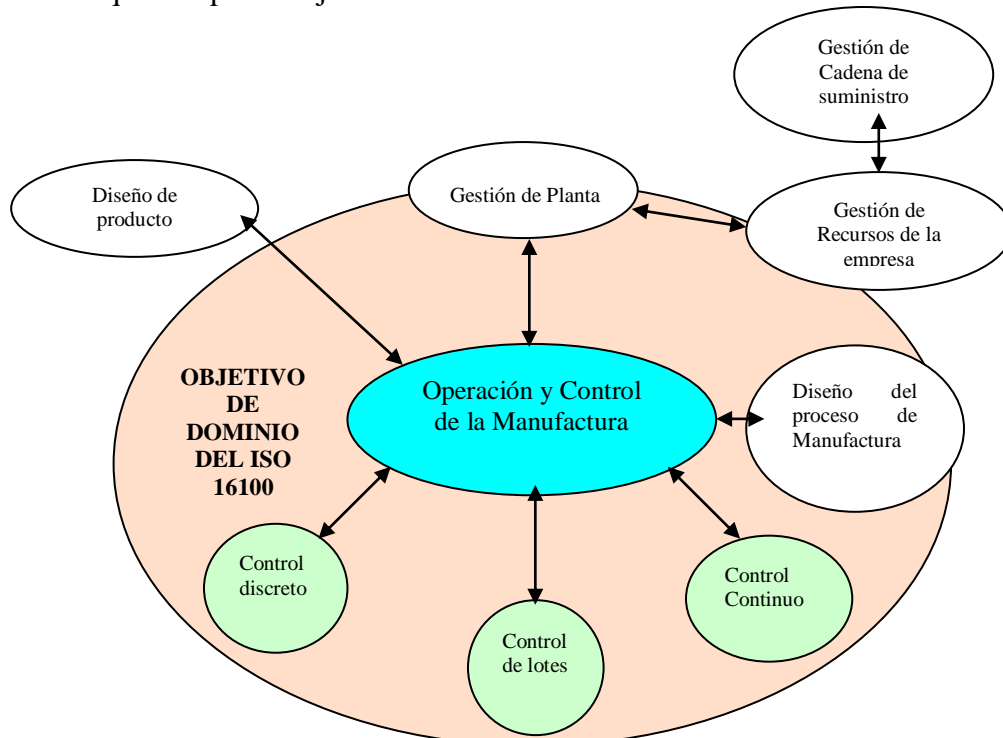 Gestión de
Cadena de
suministro
Diseño de
producto
Gestión de Planta
Gestión de
Recursos de la
empresa
OBJETIVO
DE
DOMINIO
DEL ISO
16100
Operación y Control
de la Manufactura
Diseño del
proceso de
Manufactura
Control
discreto
Control
de lotes
Control
Continuo